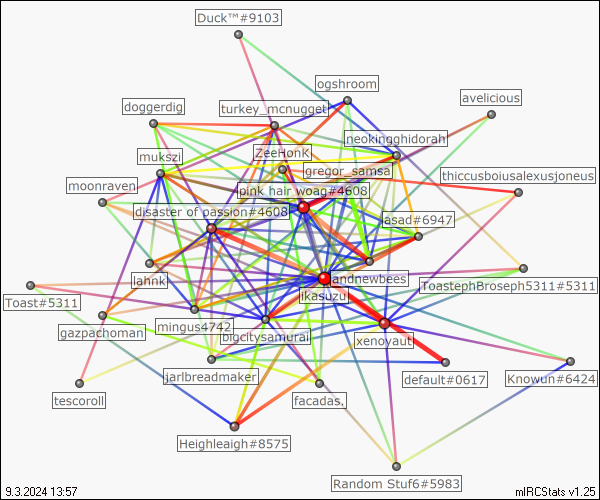 Duck™#9103
ogshroom
avelicious
doggerdig
turkey_mcnugget
neokingghidorah
ZeeHonK
mukszi
gregor_samsa
thiccusboiusalexusjoneus
moonraven
pink hair woag#4608
disaster of passion#4608
asad#6947
lahnk
andnewbees
ToastephBroseph5311#5311
Toast#5311
ikasuzu
gazpachoman
mingus4742
bigcitysamurai
xenoyaut
jarlbreadmaker
default#0617
Knowun#6424
tescoroll
facadas.
Heighleaigh#8575
Random Stuf6#5983
9.3.2024 13:57
mIRCStats v1.25